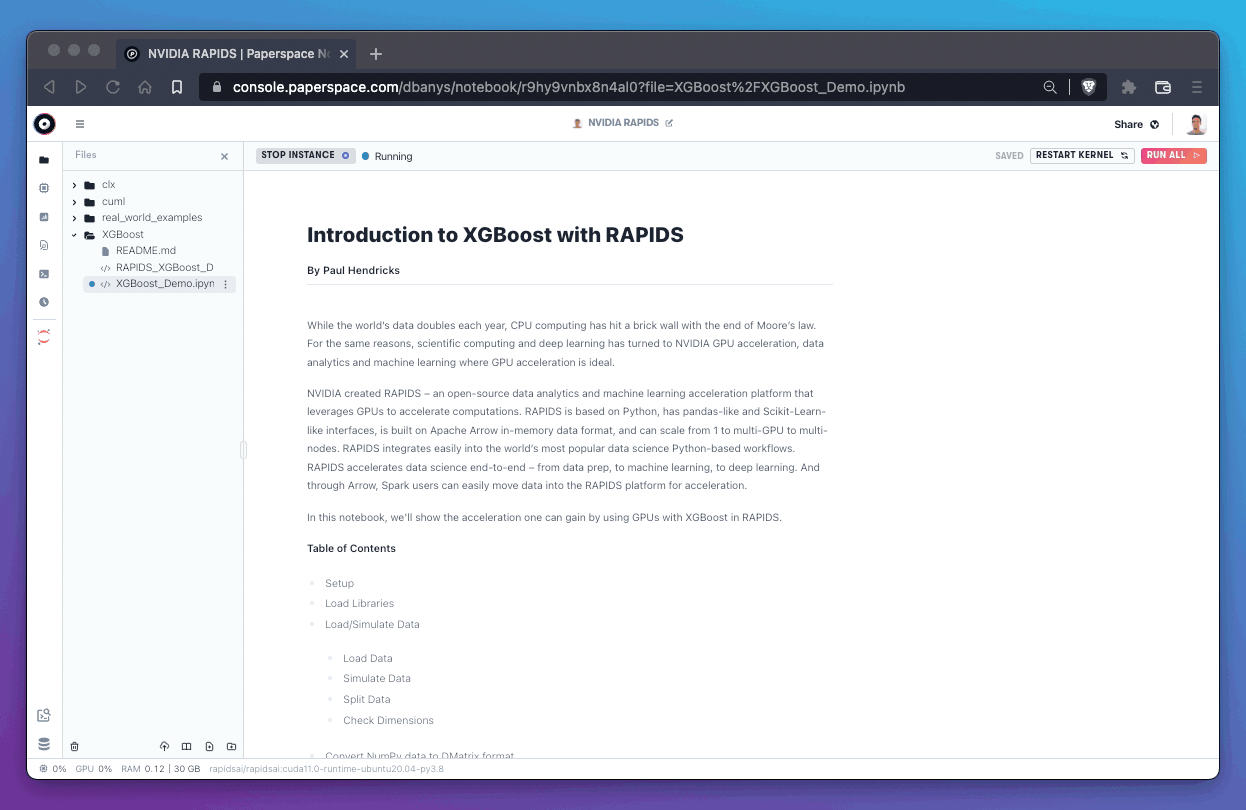 NVIDIA RAPIDS | Paperspace No
console.paperspace.com/dbanys/notebook/r9hy9vnbx8n4al0?file=XGBoost%2FXGBoost_Demo.ipynb
NVIDIA RAPIDS
Share
Files
STOP INSTANCE
Running
SAVED
RESTART KERNEL
RUN ALL
clx
cuml
real_world_examples
XGBoost
README.md
RAPIDS_XGBoost_D
XGBoost_Demo.ipyn
Introduction to XGBoost with RAPIDS
By Paul Hendricks
While the world's data doubles each year, CPU computing has hit a brick wall with the end of Moore's law.
For the same reasons, scientific computing and deep learning has turned to NVIDIA GPU acceleration, data
analytics and machine learning where GPU acceleration is ideal.
NVIDIA created RAPIDS – an open-source data analytics and machine learning acceleration platform that
leverages GPUs to accelerate computations. RAPIDS is based on Python, has pandas-like and Scikit-Learn-
like interfaces, is built on Apache Arrow in-memory data format, and can scale from 1 to multi-GPU to multi-
nodes. RAPIDS integrates easily into the world's most popular data science Python-based workflows.
RAPIDS accelerates data science end-to-end – from data prep, to machine learning, to deep learning. And
through Arrow, Spark users can easily move data into the RAPIDS platform for acceleration.
In this notebook, we'll show the acceleration one can gain by using GPUs with XGBoost in RAPIDS.
Table of Contents
Setup
Load Libraries
Load/Simulate Data
Load Data
Simulate Data
Split Data
Check Dimensions
Convert NumPy data to DMatrix format
0% GPU 0% RAM 0.12 | 30 GB rapidsai/rapidsai:cuda11.0-runtime-ubuntu20.04-py3.8